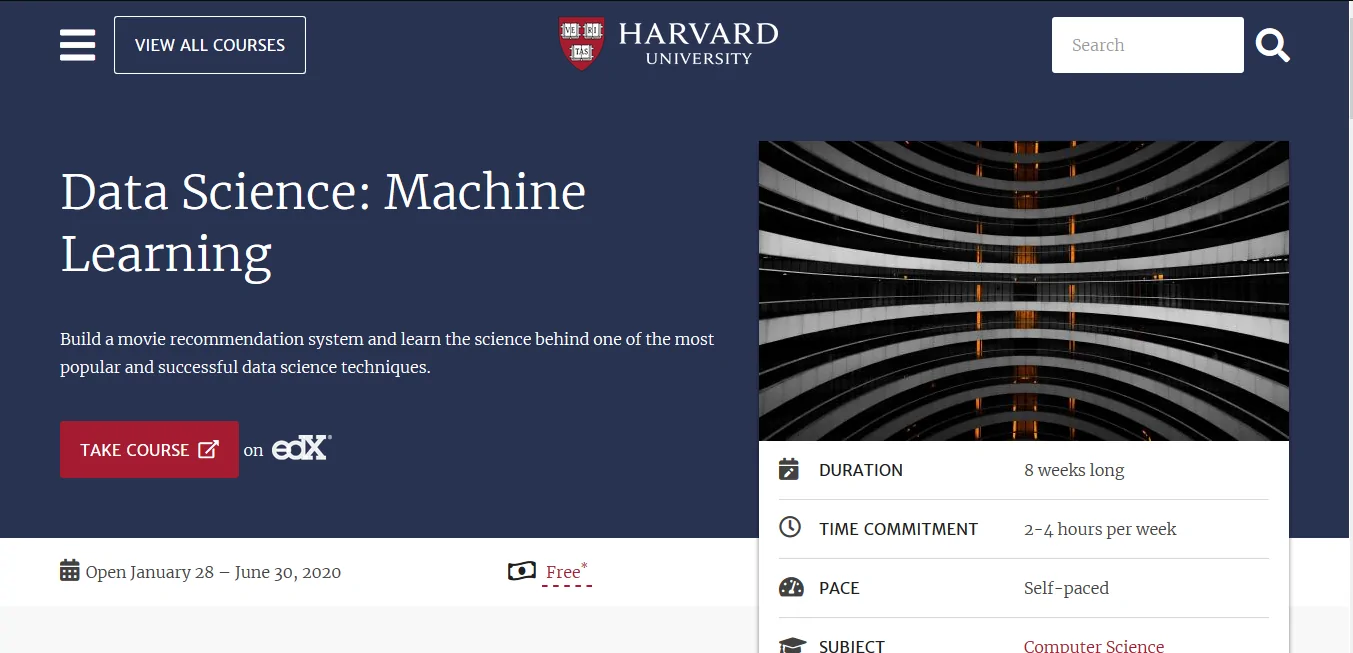 VIEW ALL COURSES
VE RI
TAS
HARVARD
UNIVERSITY
Search
Data Science: Machine
Learning
Build a movie recommendation system and learn the science behind one of the most
popular and successful data science techniques.
TAKE COURSE on edX
DURATION 8 weeks long
TIME COMMITMENT 2-4 hours per week
Open January 28 – June 30, 2020 Free*
PACE Self-paced
SUBJECT Computer Science